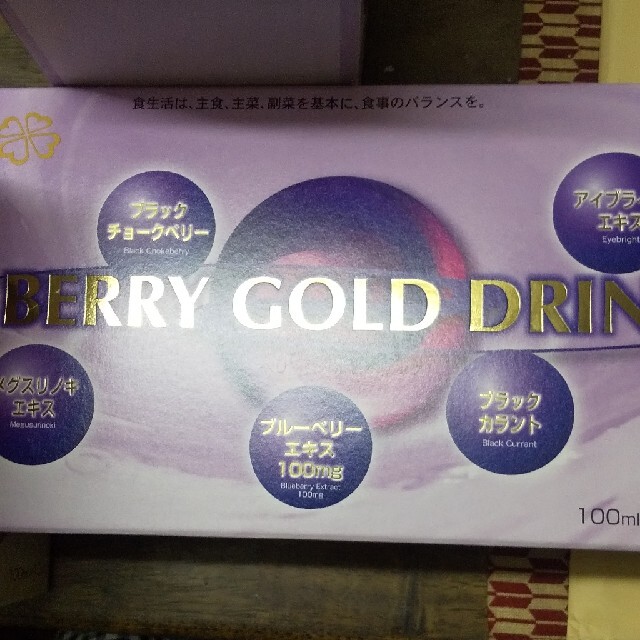 食生活は、主食、主菜、副菜を基本に、食事のバランスを。
ブラック
チョークベリー
Black Chokeberry
アイブライ
エキス
Eyebright
BERRY GOLD DRIN
メグスリノキ
エキス
Megusurinoki
ブルーベリー
エキス
100mg
Blueberry Extract
100mg
ブラック
カラント
Black Currant
100ml